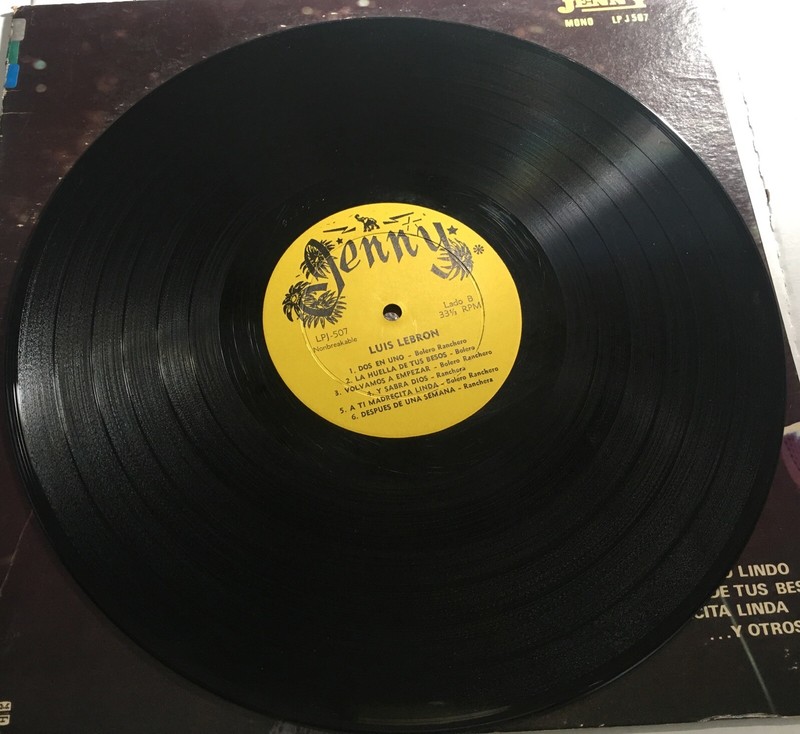 JENNY
MONO LPJ 507
Jenny
Lado B
33⅓ RPM
LPJ-507
Nonbreakable
LUIS LEBRON
1. DOS EN UNO - Bolero Ranchero
2. LA HUELLA DE TUS BESOS - Bolero
3. VOLVAMOS A EMPEZAR - Bolero Ranchero
4. Y SABRA DIOS - Ranchera
5. A TI MADRECITA LINDA - Bolero Ranchero
6. DESPUES DE UNA SEMANA - Ranchera
LINDO
DE TUS BES
CITA LINDA
...Y OTROS